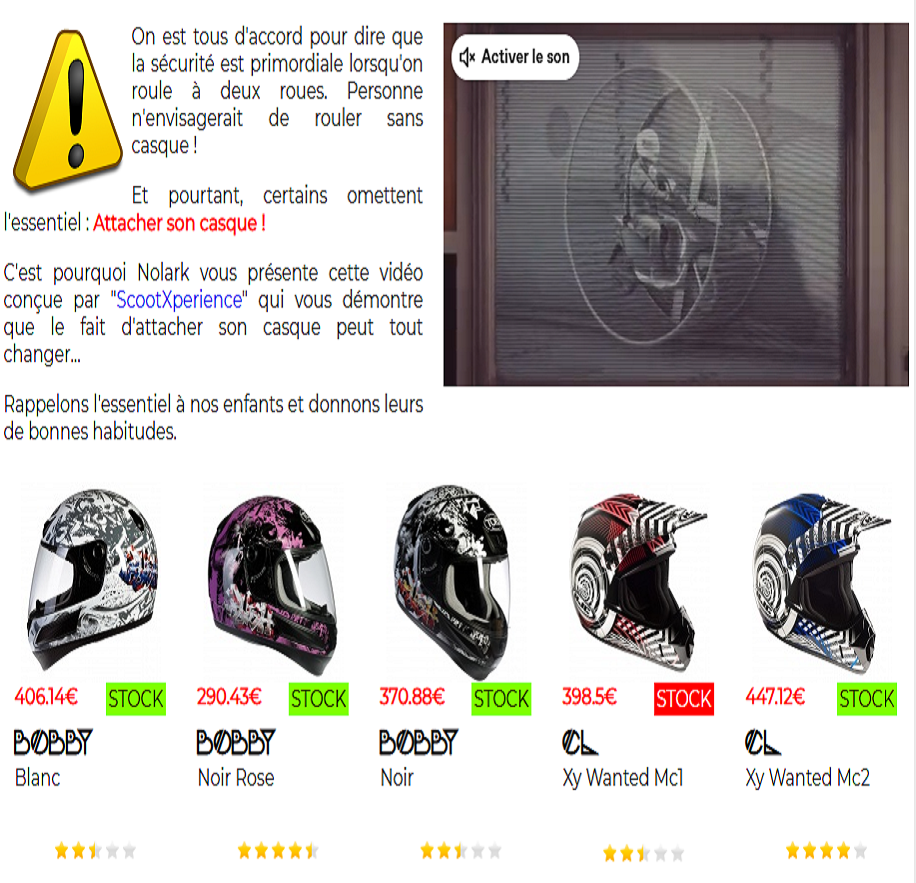 On est tous d'accord pour dire que
la sécurité est primordiale lorsqu'on
roule à deux roues. Personne
n'envisagerait de rouler sans
casque !
Et pourtant, certains omettent
l'essentiel : Attacher son casque !
C'est pourquoi Nolark vous présente cette vidéo
conçue par "ScootXperience" qui vous démontre
que le fait d'attacher son casque peut tout
changer...
Rappelons l'essentiel à nos enfants et donnons leurs
de bonnes habitudes.
Activer le son
406.14€ STOCK
BOBBY
Blanc
290.43€ STOCK
BOBBY
Noir Rose
370.88€ STOCK
BOBBY
Noir
398.5€ STOCK
CL
Xy Wanted Mc1
447.12€ STOCK
CL
Xy Wanted Mc2